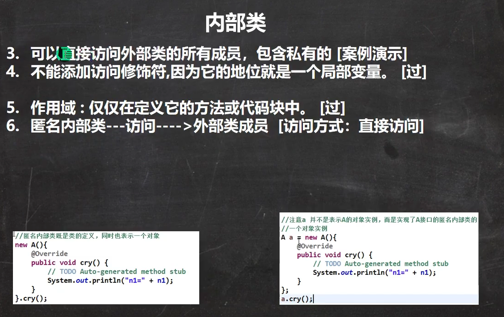 内部类
3. 可以直接访问外部类的所有成员，包含私有的 [案例演示]
4. 不能添加访问修饰符,因为它的地位就是一个局部变量。 [过]
5. 作用域 : 仅仅在定义它的方法或代码块中。 [过]
6. 匿名内部类---访问---->外部类成员 [访问方式：直接访问]
//匿名内部类既是类的定义，同时也表示一个对象
new A(){
@Override
public void cry() {
// TODO Auto-generated method stub
System.out.println("n1=" + n1);
}
}.cry();
//注意a 并不是表示A的对象实例，而是实现了A接口的匿名内部类的
//一个对象实例
A a = new A(){
@Override
public void cry() {
// TODO Auto-generated method stub
System.out.println("n1=" + n1);
}
};
a.cry();